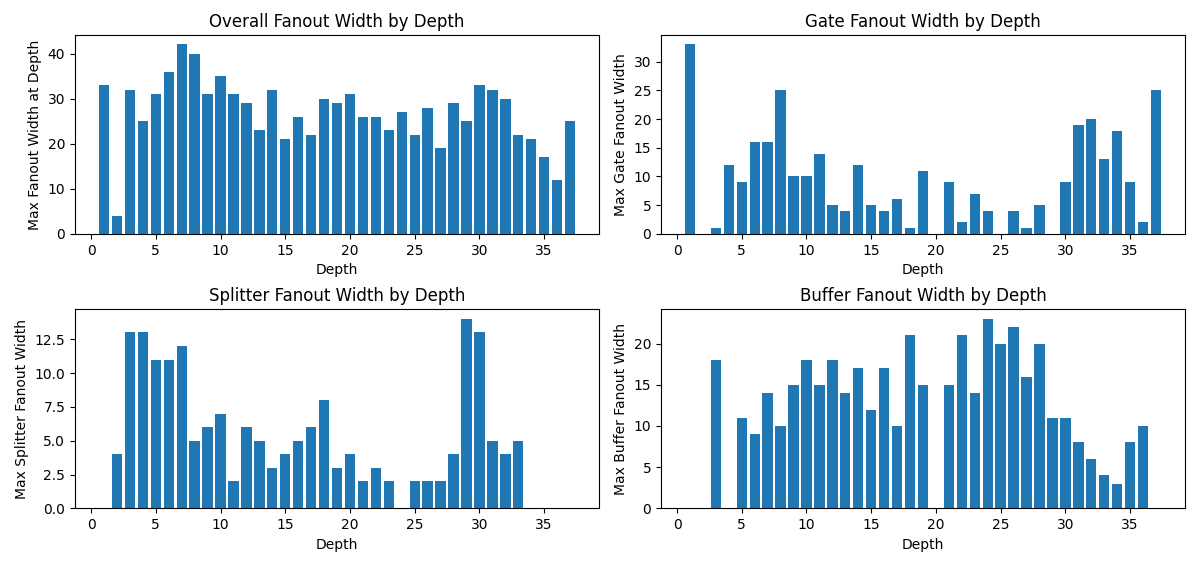 Overall Fanout Width by Depth
Max Fanout Width at Depth
40
30
20
10
0
0 5 10 15 20 25 30 35
Depth
Gate Fanout Width by Depth
Max Gate Fanout Width
30
25
20
15
10
5
0
0 5 10 15 20 25 30 35
Depth
Splitter Fanout Width by Depth
Max Splitter Fanout Width
12.5
10.0
7.5
5.0
2.5
0.0
0 5 10 15 20 25 30 35
Depth
Buffer Fanout Width by Depth
Max Buffer Fanout Width
20
15
10
5
0
0 5 10 15 20 25 30 35
Depth